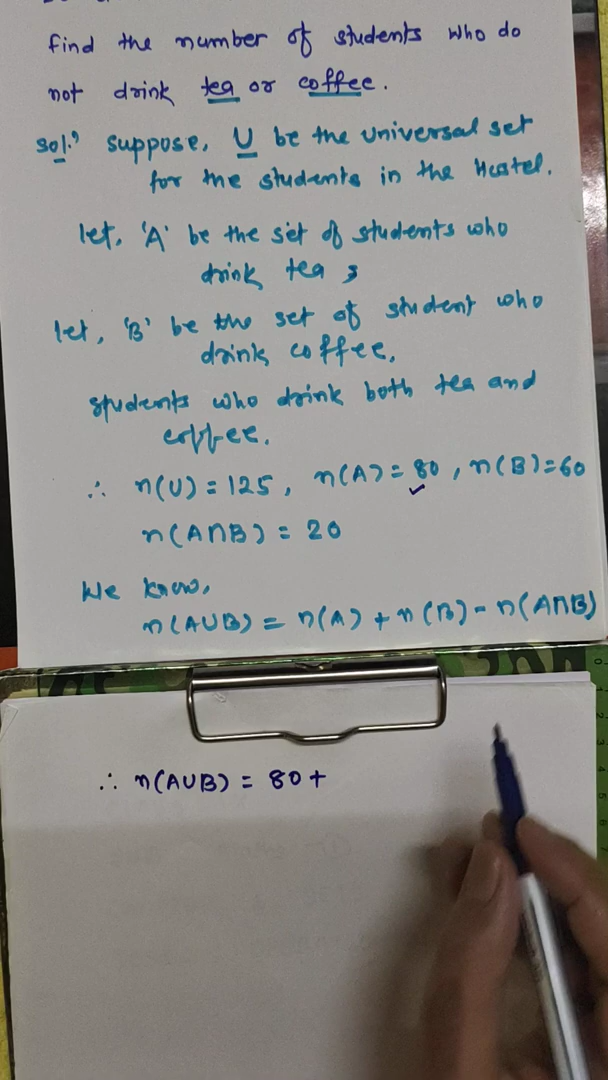 find the number of students who do
not drink tea or coffee.
Sol:? suppose, U be the universal set
for the students in the Hostel.
let, 'A' be the set of students who
drink tea ;
let, 'B' be the set of student who
drink coffee,
students who drink both tea and
coffee.
∴ n(U) = 125, n(A) = 80, n(B) = 60
n(A∩B) = 20
We know,
n(AUB) = n(A) + n(B) - n(A∩B)
∴ n(AUB) = 80 +